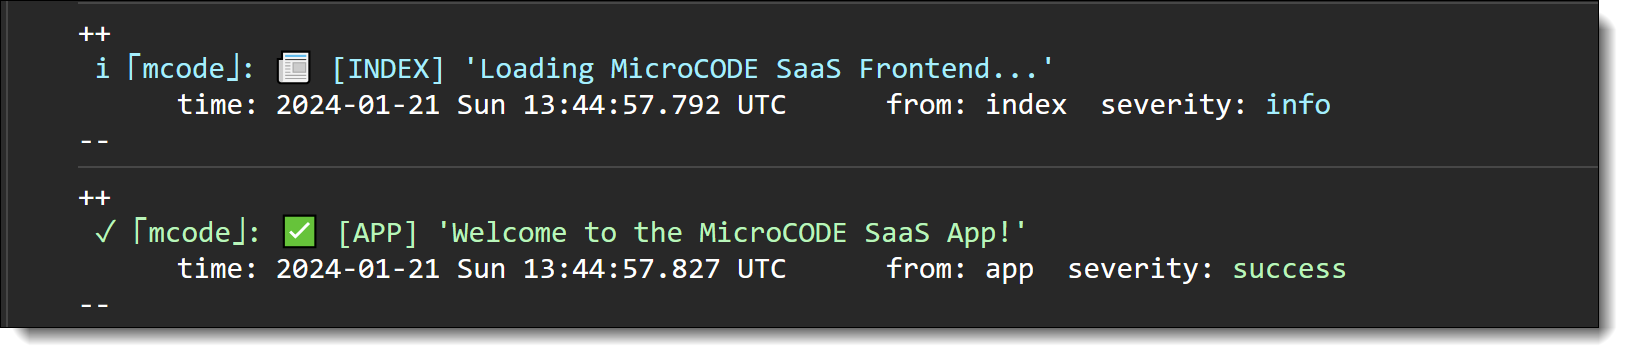 ++
i ⎡mcode⎦: 📰 [INDEX] 'Loading MicroCODE SaaS Frontend...'
time: 2024-01-21 Sun 13:44:57.792 UTC from: index severity: info
--
++
✓ ⎡mcode⎦: ✅ [APP] 'Welcome to the MicroCODE SaaS App!'
time: 2024-01-21 Sun 13:44:57.827 UTC from: app severity: success
--